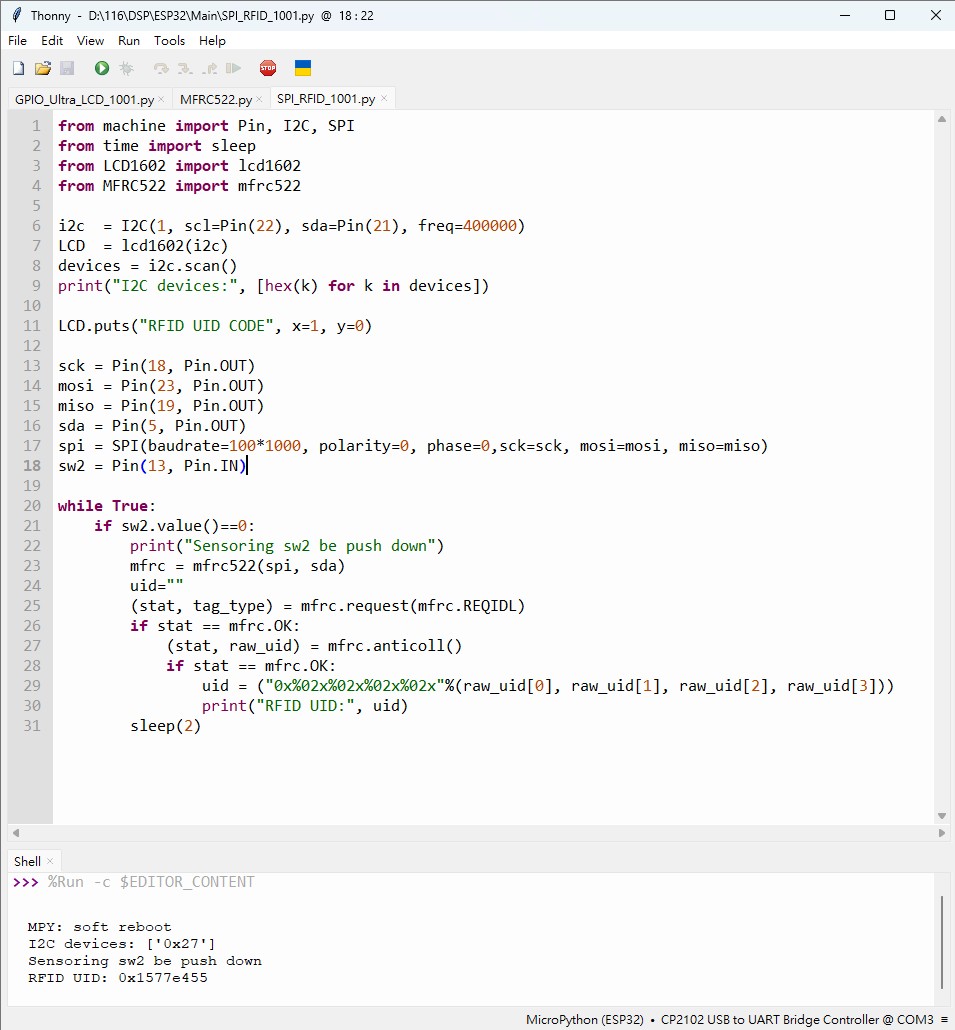 Thonny - D:\116\DSP\ESP32\Main\SPI_RFID_1001.py @ 18 : 22
File Edit View Run Tools Help
STOP
GPIO_Ultra_LCD_1001.py × MFRC522.py × SPI_RFID_1001.py ×
1 from machine import Pin, I2C, SPI
2 from time import sleep
3 from LCD1602 import lcd1602
4 from MFRC522 import mfrc522
5
6 i2c  = I2C(1, scl=Pin(22), sda=Pin(21), freq=400000)
7 LCD  = lcd1602(i2c)
8 devices = i2c.scan()
9 print("I2C devices:", [hex(k) for k in devices])
10
11 LCD.puts("RFID UID CODE", x=1, y=0)
12
13 sck = Pin(18, Pin.OUT)
14 mosi = Pin(23, Pin.OUT)
15 miso = Pin(19, Pin.OUT)
16 sda = Pin(5, Pin.OUT)
17 spi = SPI(baudrate=100*1000, polarity=0, phase=0,sck=sck, mosi=mosi, miso=miso)
18 sw2 = Pin(13, Pin.IN)
19
20 while True:
21     if sw2.value()==0:
22         print("Sensoring sw2 be push down")
23         mfrc = mfrc522(spi, sda)
24         uid=""
25         (stat, tag_type) = mfrc.request(mfrc.REQIDL)
26         if stat == mfrc.OK:
27             (stat, raw_uid) = mfrc.anticoll()
28             if stat == mfrc.OK:
29                 uid = ("0x%02x%02x%02x%02x"%(raw_uid[0], raw_uid[1], raw_uid[2], raw_uid[3]))
30                 print("RFID UID:", uid)
31         sleep(2)
Shell ×
>>> %Run -c $EDITOR_CONTENT
MPY: soft reboot
I2C devices: ['0x27']
Sensoring sw2 be push down
RFID UID: 0x1577e455
MicroPython (ESP32) • CP2102 USB to UART Bridge Controller @ COM3 ≡